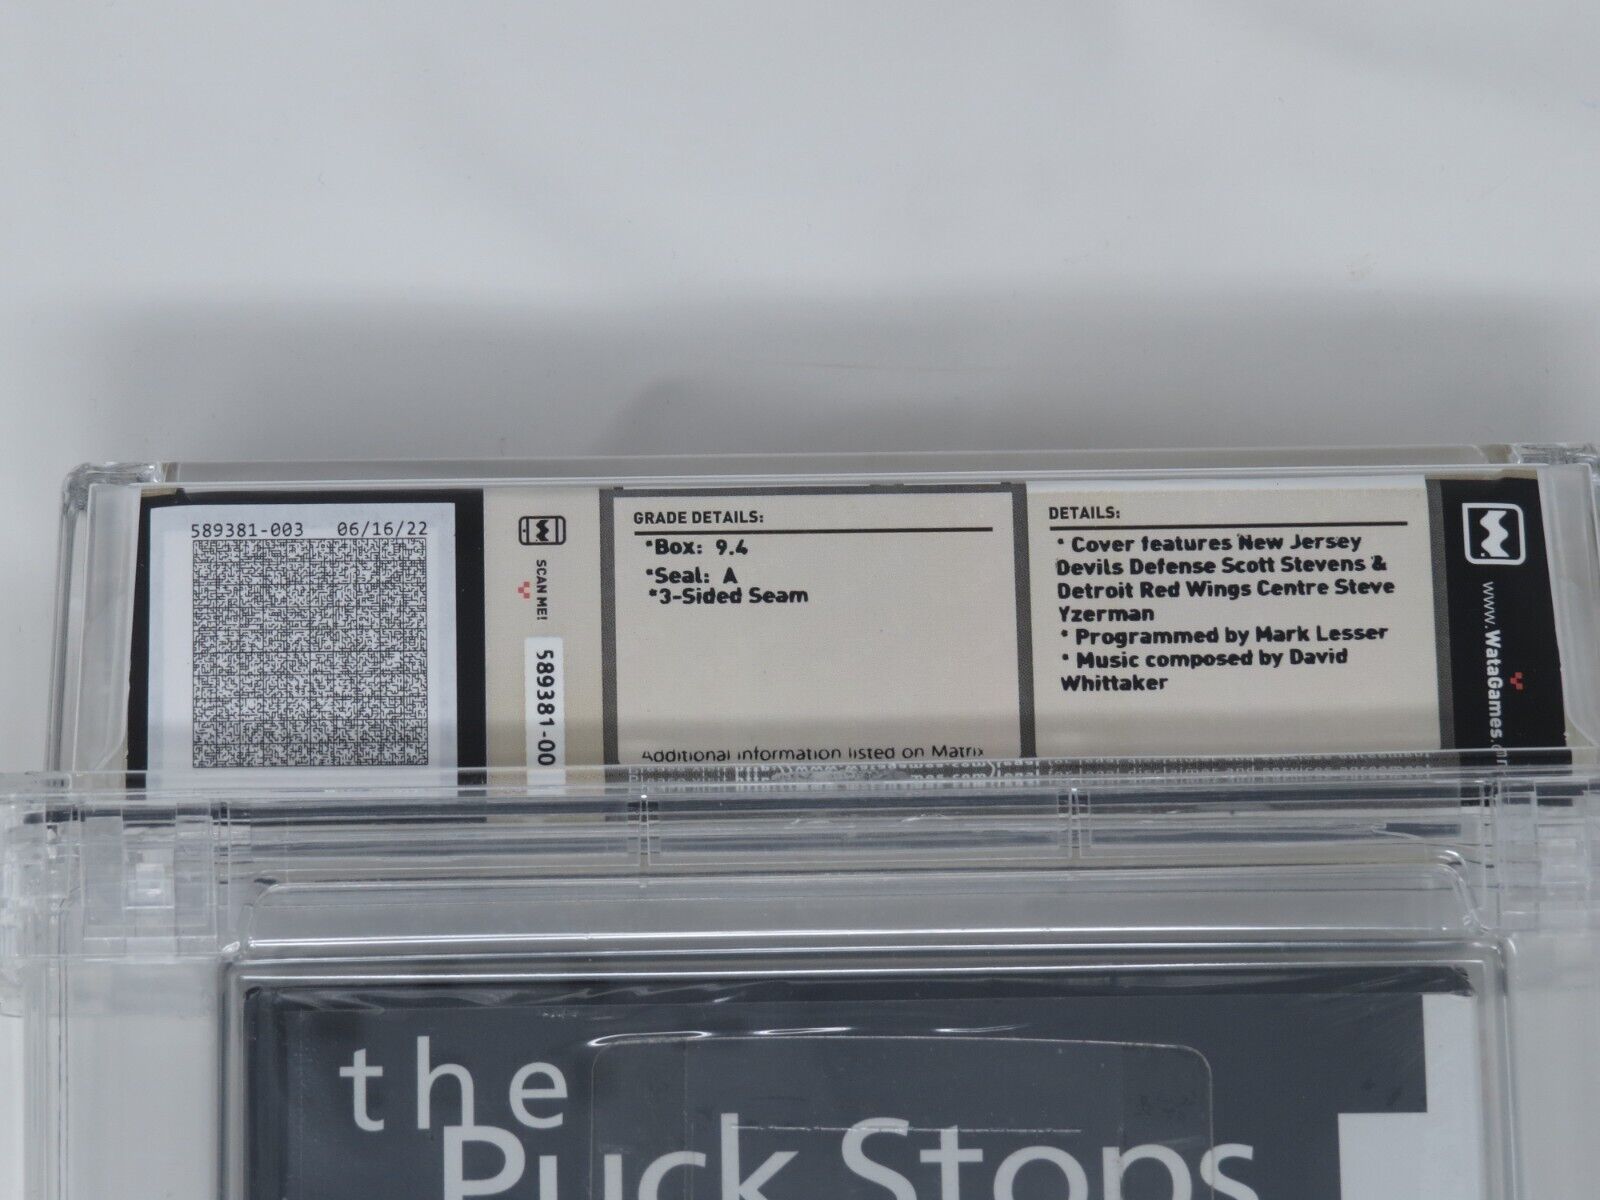 589381-003 06/16/22
SCAN ME!
589381-00
GRADE DETAILS:
*Box: 9.4
*Seal: A
*3-Sided Seam
Additional information listed on Matrix
DETAILS:
* Cover features New Jersey
Devils Defense Scott Stevens &
Detroit Red Wings Centre Steve
Yzerman
* Programmed by Mark Lesser
* Music composed by David
Whittaker
www.WataGames.
the
Puck Stops